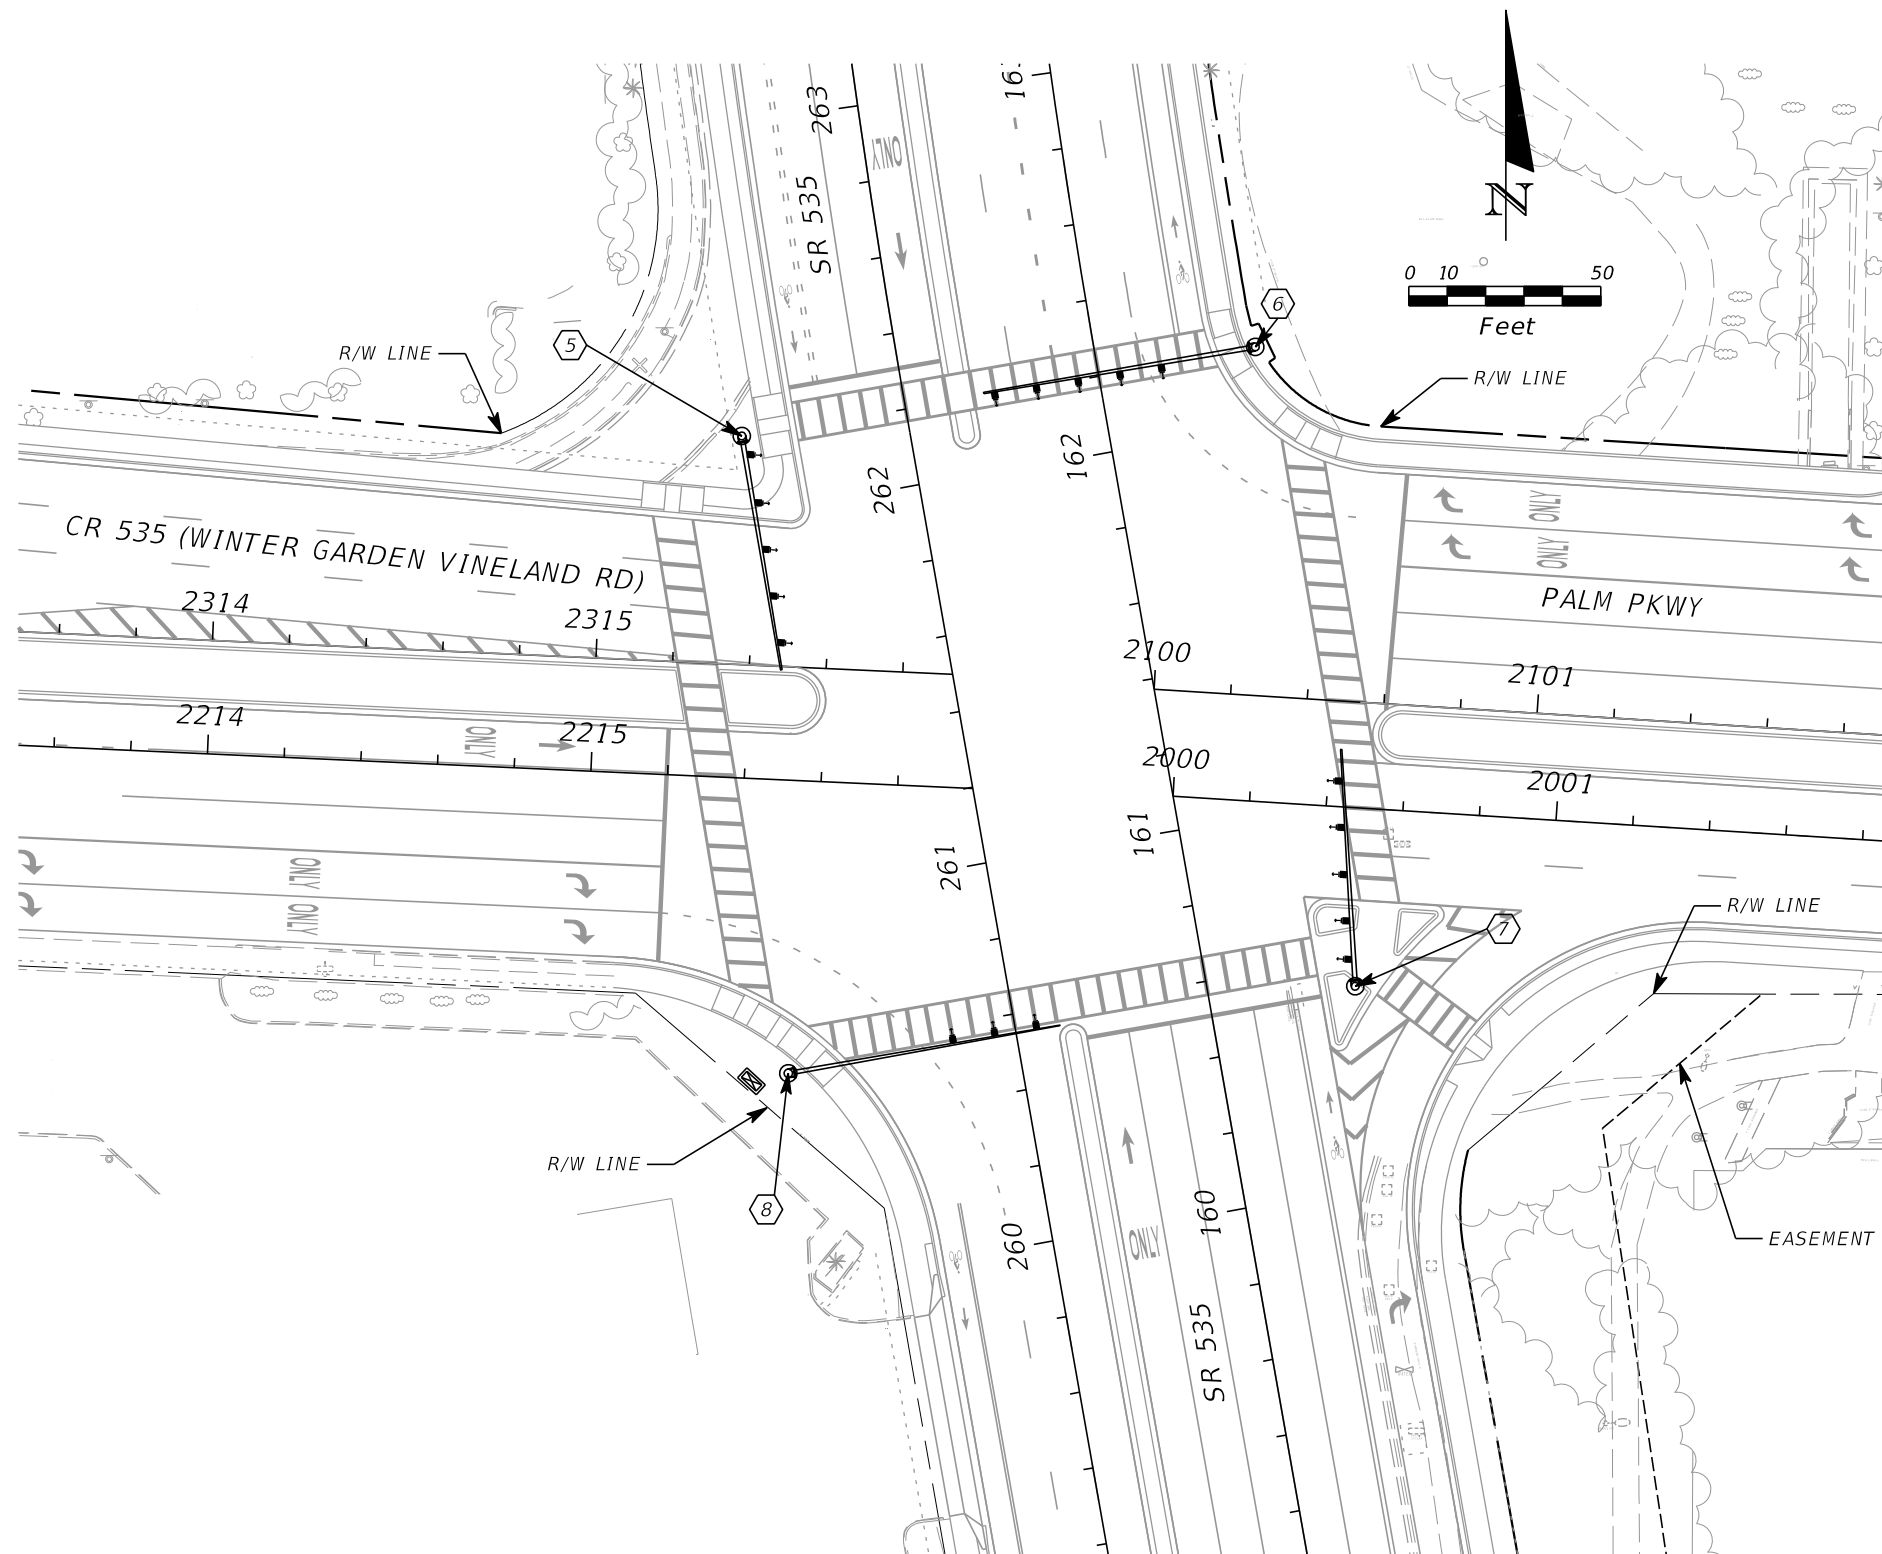 263
16
ONLY
SR 535
N
0 10 50
Feet
6
5
R/W LINE
R/W LINE
162
262
ONLY
ONLY
CR 535 (WINTER GARDEN VINELAND RD)
2314
2315
PALM PKWY
2100
2101
2214
2215
ONLY
2000
2001
161
261
ONLY
ONLY
R/W LINE
7
R/W LINE
8
160
260
ONLY
EASEMENT
SR 535